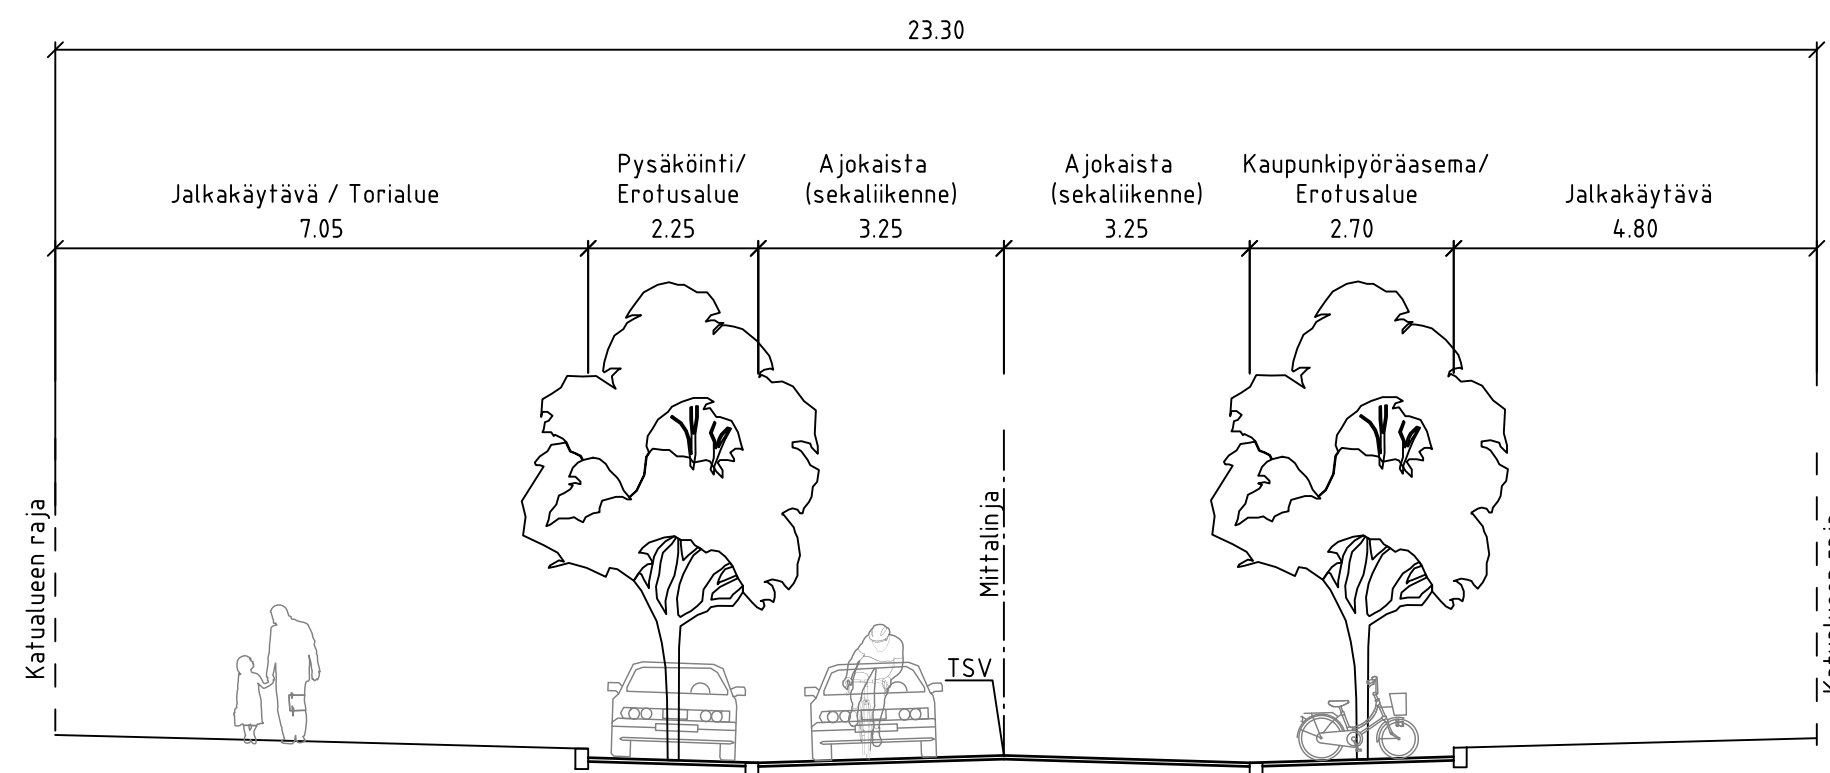 23.30
Jalkakäytävä / Torialue
7.05
Pysäköinti/
Erotusalue
2.25
Ajokaista
(sekaliikenne)
3.25
Ajokaista
(sekaliikenne)
3.25
Kaupunkipyöräasema/
Erotusalue
2.70
Jalkakäytävä
4.80
Katualueen raja
Mittalinja
TSV